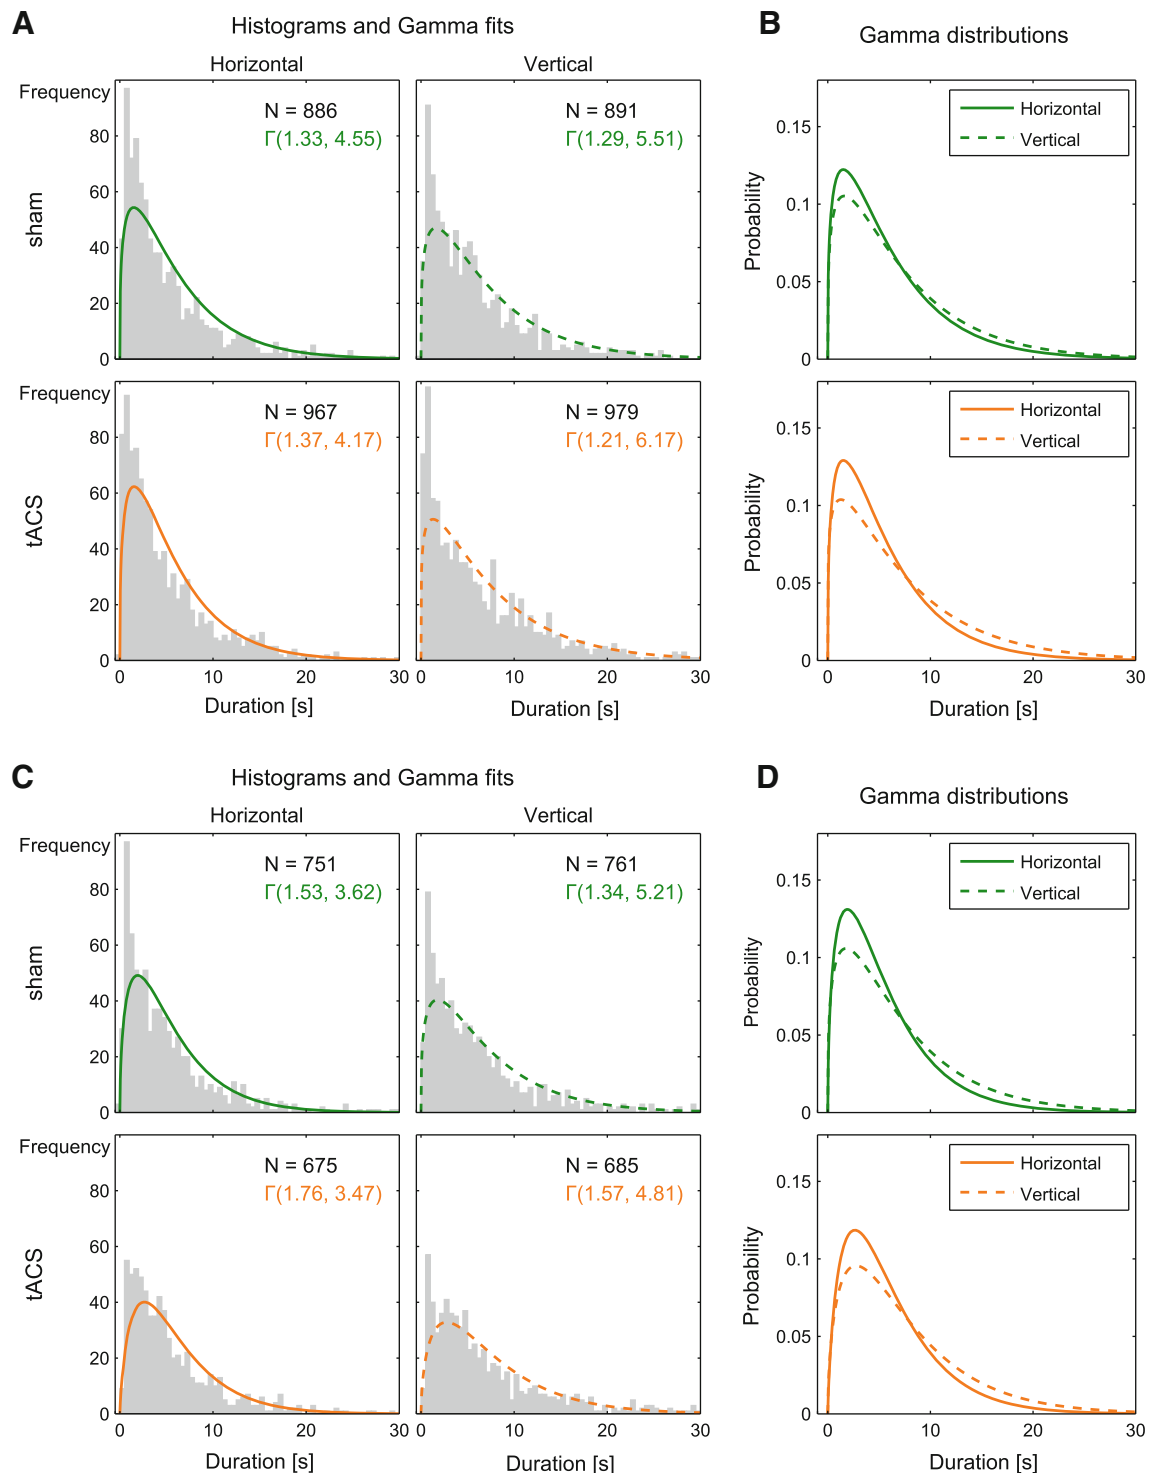 A
Histograms and Gamma fits
Horizontal
Vertical
Frequency
80
60
40
20
0
sham
N = 886
Γ(1.33, 4.55)
N = 891
Γ(1.29, 5.51)
Frequency
80
60
40
20
0
tACS
N = 967
Γ(1.37, 4.17)
N = 979
Γ(1.21, 6.17)
0 10 20 30
0 10 20 30
Duration [s]
Duration [s]
B
Gamma distributions
Horizontal
Vertical
0.15
0.1
0.05
0
Probability
Horizontal
Vertical
0.15
0.1
0.05
0
Probability
0 10 20 30
Duration [s]
C
Histograms and Gamma fits
Horizontal
Vertical
Frequency
80
60
40
20
0
sham
N = 751
Γ(1.53, 3.62)
N = 761
Γ(1.34, 5.21)
Frequency
80
60
40
20
0
tACS
N = 675
Γ(1.76, 3.47)
N = 685
Γ(1.57, 4.81)
0 10 20 30
0 10 20 30
Duration [s]
Duration [s]
D
Gamma distributions
Horizontal
Vertical
0.15
0.1
0.05
0
Probability
Horizontal
Vertical
0.15
0.1
0.05
0
Probability
0 10 20 30
Duration [s]